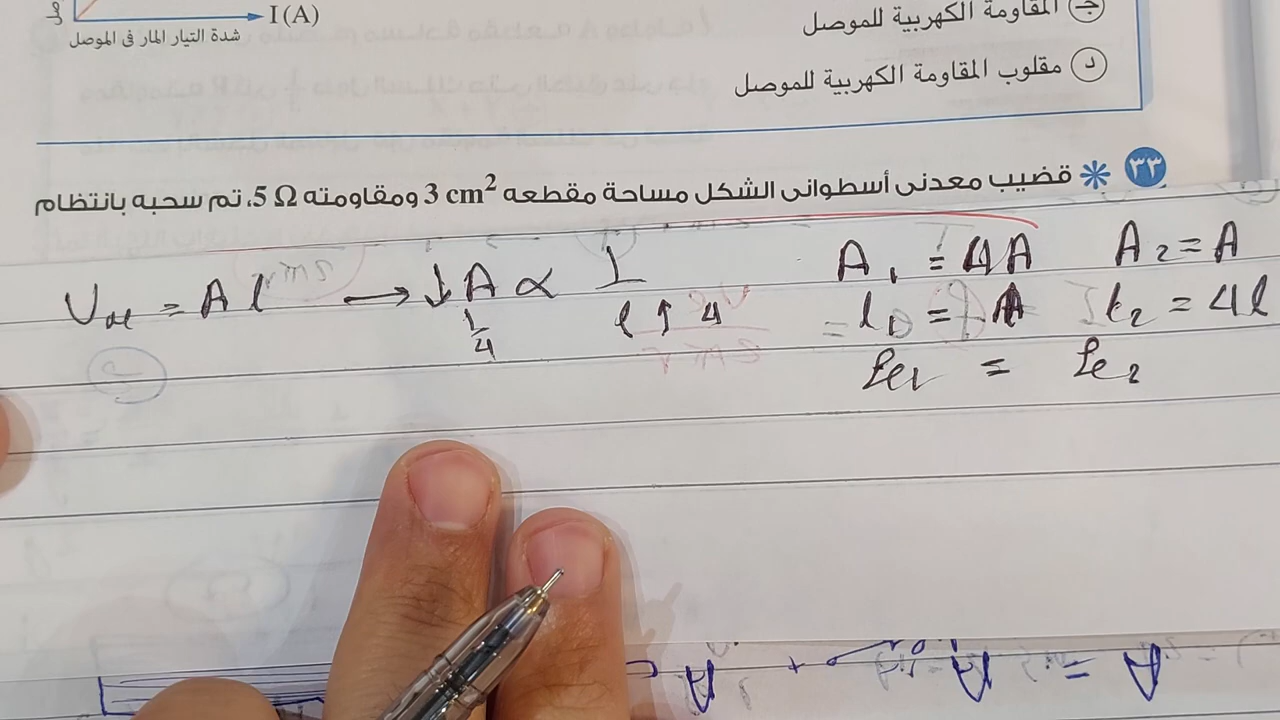 I (A)
شدة التيار المار فى الموصل
جـ المقاومة الكهربية للموصل
د مقلوب المقاومة الكهربية للموصل
٣٣ * قضيب معدنى أسطوانى الشكل مساحة مقطعه 3 cm² ومقاومته 5 Ω، تم سحبه بانتظام
V_ol = A l → ↓ A ∝ 1/l ↑ 4
1/4
A₁ = 4A A₂ = A
l₁ = l₂ = 4l
ρe₁ = ρe₂